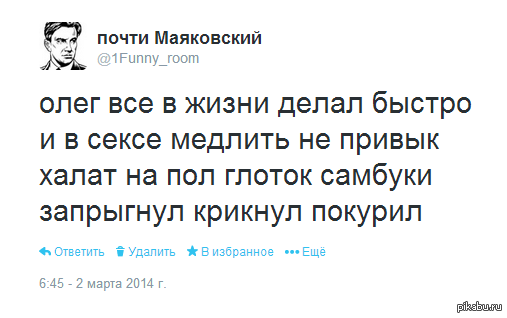 почти Маяковский
@1Funny_room
олег все в жизни делал быстро
и в сексе медлить не привык
халат на пол глоток самбуки
запрыгнул крикнул покурил
Ответить Удалить В избранное Ещё
6:45 - 2 марта 2014 г.
pikabu.ru